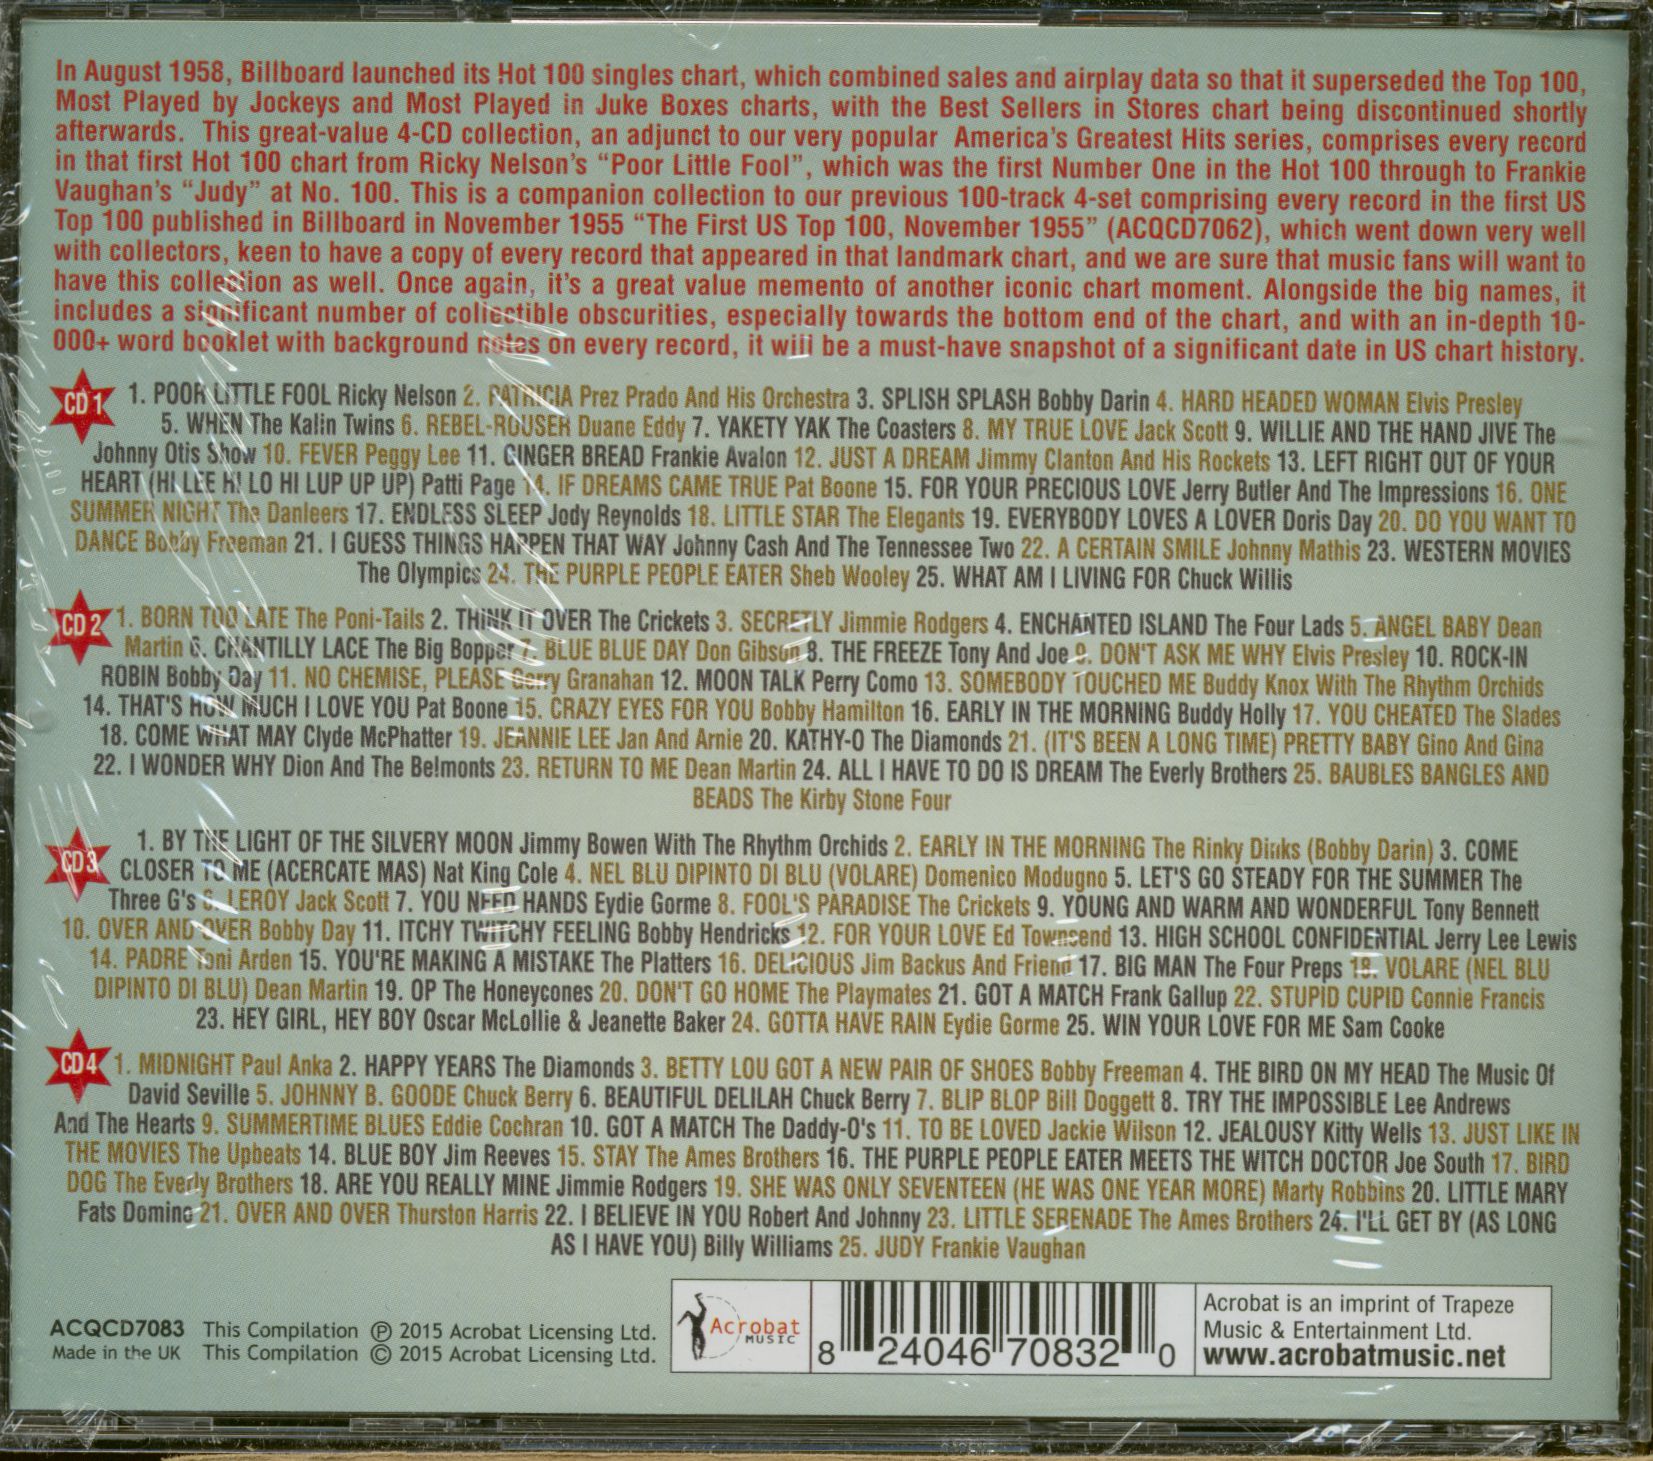 In August 1958, Billboard launched its Hot 100 singles chart, which combined sales and airplay data so that it superseded the Top 100,
Most Played by Jockeys and Most Played in Juke Boxes charts, with the Best Sellers in Stores chart being discontinued shortly
afterwards. This great-value 4-CD collection, an adjunct to our very popular America's Greatest Hits series, comprises every record
in that first Hot 100 chart from Ricky Nelson's “Poor Little Fool”, which was the first Number One in the Hot 100 through to Frankie
Vaughan's “Judy” at No. 100. This is a companion collection to our previous 100-track 4-set comprising every record in the first US
Top 100 published in Billboard in November 1955 “The First US Top 100, November 1955” (ACQCD7062), which went down very well
with collectors, keen to have a copy of every record that appeared in that landmark chart, and we are sure that music fans will want to
have this collection as well. Once again, it's a great value memento of another iconic chart moment. Alongside the big names, it
includes a significant number of collectible obscurities, especially towards the bottom end of the chart, and with an in-depth 10-
000+ word booklet with background notes on every record, it will be a must-have snapshot of a significant date in US chart history.
CD 1 1. POOR LITTLE FOOL Ricky Nelson 2. PATRICIA Prez Prado And His Orchestra 3. SPLISH SPLASH Bobby Darin 4. HARD HEADED WOMAN Elvis Presley
5. WHEN The Kalin Twins 6. REBEL-ROUSER Duane Eddy 7. YAKETY YAK The Coasters 8. MY TRUE LOVE Jack Scott 9. WILLIE AND THE HAND JIVE The
Johnny Otis Show 10. FEVER Peggy Lee 11. GINGER BREAD Frankie Avalon 12. JUST A DREAM Jimmy Clanton And His Rockets 13. LEFT RIGHT OUT OF YOUR
HEART (HI LEE HI LO HI LUP UP UP) Patti Page 14. IF DREAMS CAME TRUE Pat Boone 15. FOR YOUR PRECIOUS LOVE Jerry Butler And The Impressions 16. ONE
SUMMER NIGHT The Danleers 17. ENDLESS SLEEP Jody Reynolds 18. LITTLE STAR The Elegants 19. EVERYBODY LOVES A LOVER Doris Day 20. DO YOU WANT TO
DANCE Bobby Freeman 21. I GUESS THINGS HAPPEN THAT WAY Johnny Cash And The Tennessee Two 22. A CERTAIN SMILE Johnny Mathis 23. WESTERN MOVIES
The Olympics 24. THE PURPLE PEOPLE EATER Sheb Wooley 25. WHAT AM I LIVING FOR Chuck Willis
CD 2 1. BORN TOO LATE The Poni-Tails 2. THINK IT OVER The Crickets 3. SECRETLY Jimmie Rodgers 4. ENCHANTED ISLAND The Four Lads 5. ANGEL BABY Dean
Martin 6. CHANTILLY LACE The Big Bopper 7. BLUE BLUE DAY Don Gibson 8. THE FREEZE Tony And Joe 9. DON'T ASK ME WHY Elvis Presley 10. ROCK-IN
ROBIN Bobby Day 11. NO CHEMISE, PLEASE Gerry Granahan 12. MOON TALK Perry Como 13. SOMEBODY TOUCHED ME Buddy Knox With The Rhythm Orchids
14. THAT'S HOW MUCH I LOVE YOU Pat Boone 15. CRAZY EYES FOR YOU Bobby Hamilton 16. EARLY IN THE MORNING Buddy Holly 17. YOU CHEATED The Slades
18. COME WHAT MAY Clyde McPhatter 19. JEANNIE LEE Jan And Arnie 20. KATHY-O The Diamonds 21. (IT'S BEEN A LONG TIME) PRETTY BABY Gino And Gina
22. I WONDER WHY Dion And The Belmonts 23. RETURN TO ME Dean Martin 24. ALL I HAVE TO DO IS DREAM The Everly Brothers 25. BAUBLES BANGLES AND
BEADS The Kirby Stone Four
CD 3 1. BY THE LIGHT OF THE SILVERY MOON Jimmy Bowen With The Rhythm Orchids 2. EARLY IN THE MORNING The Rinky Dinks (Bobby Darin) 3. COME
CLOSER TO ME (ACERCATE MAS) Nat King Cole 4. NEL BLU DIPINTO DI BLU (VOLARE) Domenico Modugno 5. LET'S GO STEADY FOR THE SUMMER The
Three G's 6. LEROY Jack Scott 7. YOU NEED HANDS Eydie Gorme 8. FOOL'S PARADISE The Crickets 9. YOUNG AND WARM AND WONDERFUL Tony Bennett
10. OVER AND OVER Bobby Day 11. ITCHY TWITCHY FEELING Bobby Hendricks 12. FOR YOUR LOVE Ed Townsend 13. HIGH SCHOOL CONFIDENTIAL Jerry Lee Lewis
14. PADRE Toni Arden 15. YOU'RE MAKING A MISTAKE The Platters 16. DELICIOUS Jim Backus And Friend 17. BIG MAN The Four Preps 18. VOLARE (NEL BLU
DIPINTO DI BLU) Dean Martin 19. OP The Honeycones 20. DON'T GO HOME The Playmates 21. GOT A MATCH Frank Gallup 22. STUPID CUPID Connie Francis
23. HEY GIRL, HEY BOY Oscar McLollie & Jeanette Baker 24. GOTTA HAVE RAIN Eydie Gorme 25. WIN YOUR LOVE FOR ME Sam Cooke
CD 4 1. MIDNIGHT Paul Anka 2. HAPPY YEARS The Diamonds 3. BETTY LOU GOT A NEW PAIR OF SHOES Bobby Freeman 4. THE BIRD ON MY HEAD The Music Of
David Seville 5. JOHNNY B. GOODE Chuck Berry 6. BEAUTIFUL DELILAH Chuck Berry 7. BLIP BLOP Bill Doggett 8. TRY THE IMPOSSIBLE Lee Andrews
And The Hearts 9. SUMMERTIME BLUES Eddie Cochran 10. GOT A MATCH The Daddy-O's 11. TO BE LOVED Jackie Wilson 12. JEALOUSY Kitty Wells 13. JUST LIKE IN
THE MOVIES The Upbeats 14. BLUE BOY Jim Reeves 15. STAY The Ames Brothers 16. THE PURPLE PEOPLE EATER MEETS THE WITCH DOCTOR Joe South 17. BIRD
DOG The Everly Brothers 18. ARE YOU REALLY MINE Jimmie Rodgers 19. SHE WAS ONLY SEVENTEEN (HE WAS ONE YEAR MORE) Marty Robbins 20. LITTLE MARY
Fats Domino 21. OVER AND OVER Thurston Harris 22. I BELIEVE IN YOU Robert And Johnny 23. LITTLE SERENADE The Ames Brothers 24. I'LL GET BY (AS LONG
AS I HAVE YOU) Billy Williams 25. JUDY Frankie Vaughan
ACQCD7083 This Compilation ℗ 2015 Acrobat Licensing Ltd.
Made in the UK This Compilation © 2015 Acrobat Licensing Ltd.
Acrobat
MUSIC
8 24046 70832 0
Acrobat is an imprint of Trapeze
Music & Entertainment Ltd.
www.acrobatmusic.net